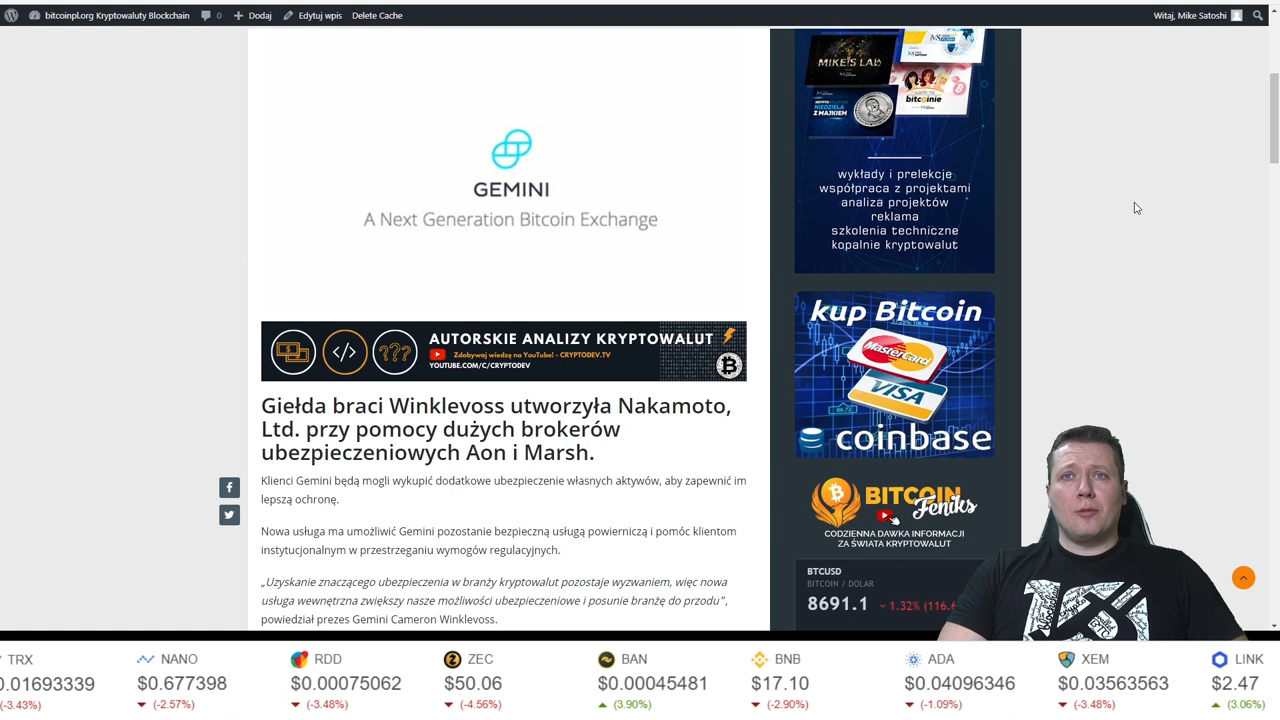 bitcoinpl.org Kryptowaluty Blockchain 0 Dodaj Edytuj wpis Delete Cache Witaj, Mike Satoshi
GEMINI
A Next Generation Bitcoin Exchange
AUTORSKIE ANALIZY KRYPTOWALUT
Zdobywaj wiedzę na YouTube! - CRYPTODEV.TV
YOUTUBE.COM/C/CRYPTODEV
Giełda braci Winklevoss utworzyła Nakamoto,
Ltd. przy pomocy dużych brokerów
ubezpieczeniowych Aon i Marsh.
Klienci Gemini będą mogli wykupić dodatkowe ubezpieczenie własnych aktywów, aby zapewnić im
lepszą ochronę.
Nowa usługa ma umożliwić Gemini pozostanie bezpieczną usługą powierniczą i pomóc klientom
instytucjonalnym w przestrzeganiu wymogów regulacyjnych.
„Uzyskanie znaczącego ubezpieczenia w branży kryptowalut pozostaje wyzwaniem, więc nowa
usługa wewnętrzna zwiększy nasze możliwości ubezpieczeniowe i posunie branżę do przodu",
powiedział prezes Gemini Cameron Winklevoss.
MIKE'S LAB
bitcoinie
NIEDZIELA
Z MAJKIEM
wykłady i prelekcje
współpraca z projektami
analiza projektów
reklama
szkolenia techniczne
kopalnie kryptowalut
kup Bitcoin
MasterCard
VISA
86.72
coinbase
BITCOIN
Feniks
CODZIENNA DAWKA INFORMACJI
ZA ŚWIATA KRYPTOWALUT
BTCUSD
BITCOIN / DOLAR
8691.1 1.32% (116.6
TRX NANO RDD ZEC BAN BNB ADA XEM LINK
0.01693339 $0.677398 $0.00075062 $50.06 $0.00045481 $17.10 $0.04096346 $0.03563563 $2.47
(-3.43%) (-2.57%) (-3.48%) (-4.56%) (3.90%) (-2.90%) (-1.09%) (-3.48%) (3.06%)